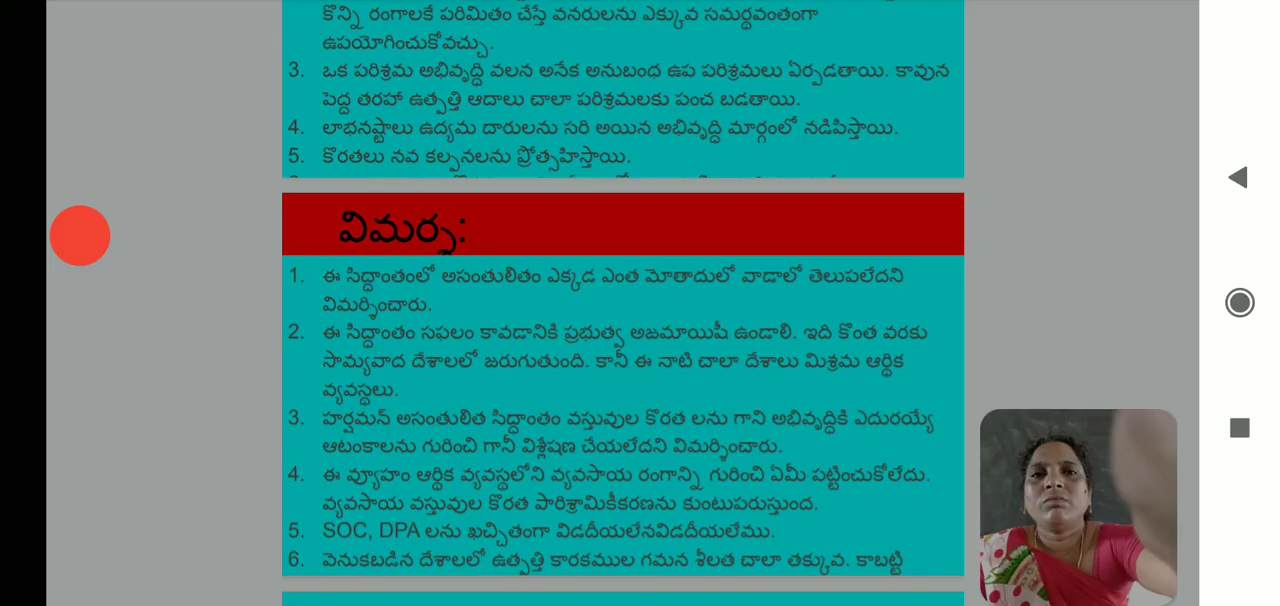 కొన్ని రంగాలకే పరిమితం చేస్తే వనరులను ఎక్కువ సమర్థవంతంగా
ఉపయోగించుకోవచ్చు.
3. ఒక పరిశ్రమ అభివృద్ధి వలన అనేక అనుబంధ ఉప పరిశ్రమలు ఏర్పడతాయి. కావున
పెద్ద తరహా ఉత్పత్తి ఆదాలు చాలా పరిశ్రమలకు పంచ బడతాయి.
4. లాభనష్టాలు ఉద్యమ దారులను సరి అయిన అభివృద్ధి మార్గంలో నడిపిస్తాయి.
5. కొరతలు నవ కల్పనలను ప్రోత్సహిస్తాయి.
విమర్శ:
1. ఈ సిద్ధాంతంలో అసంతులితం ఎక్కడ ఎంత మోతాదులో వాడాలో తెలుపలేదని
విమర్శించారు.
2. ఈ సిద్ధాంతం సఫలం కావడానికి ప్రభుత్వ అజమాయిషీ ఉండాలి. ఇది కొంత వరకు
సామ్యవాద దేశాలలో జరుగుతుంది. కానీ ఈ నాటి చాలా దేశాలు మిశ్రమ ఆర్థిక
వ్యవస్థలు.
3. హర్షమన్ అసంతులిత సిద్ధాంతం వస్తువుల కొరత లను గాని అభివృద్ధికి ఎదురయ్యే
ఆటంకాలను గురించి గానీ విశ్లేషణ చేయలేదని విమర్శించారు.
4. ఈ వ్యూహం ఆర్థిక వ్యవస్థలోని వ్యవసాయ రంగాన్ని గురించి ఏమీ పట్టించుకోలేదు.
వ్యవసాయ వస్తువుల కొరత పారిశ్రామికీకరణను కుంటుపరుస్తుంద.
5. SOC, DPA లను ఖచ్చితంగా విడదీయలేనవిడదీయలేము.
6. వెనుకబడిన దేశాలలో ఉత్పత్తి కారకముల గమన శీలత చాలా తక్కువ. కాబట్టి